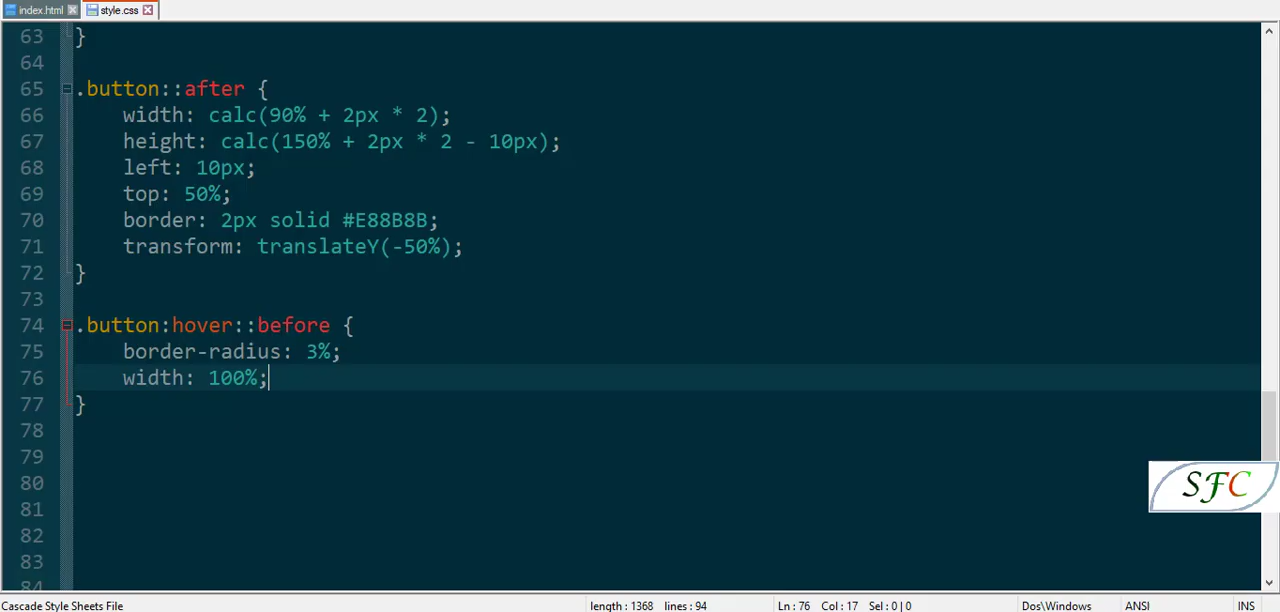 index.html style.css
63 }
64
65 .button::after {
66 width: calc(90% + 2px * 2);
67 height: calc(150% + 2px * 2 - 10px);
68 left: 10px;
69 top: 50%;
70 border: 2px solid #E88B8B;
71 transform: translateY(-50%);
72 }
73
74 .button:hover::before {
75 border-radius: 3%;
76 width: 100%;
77 }
78
79
80
81
82
83
84
SFC
Cascade Style Sheets File length : 1368 lines : 94 Ln : 76 Col : 17 Sel : 0 | 0 Dos\Windows ANSI INS